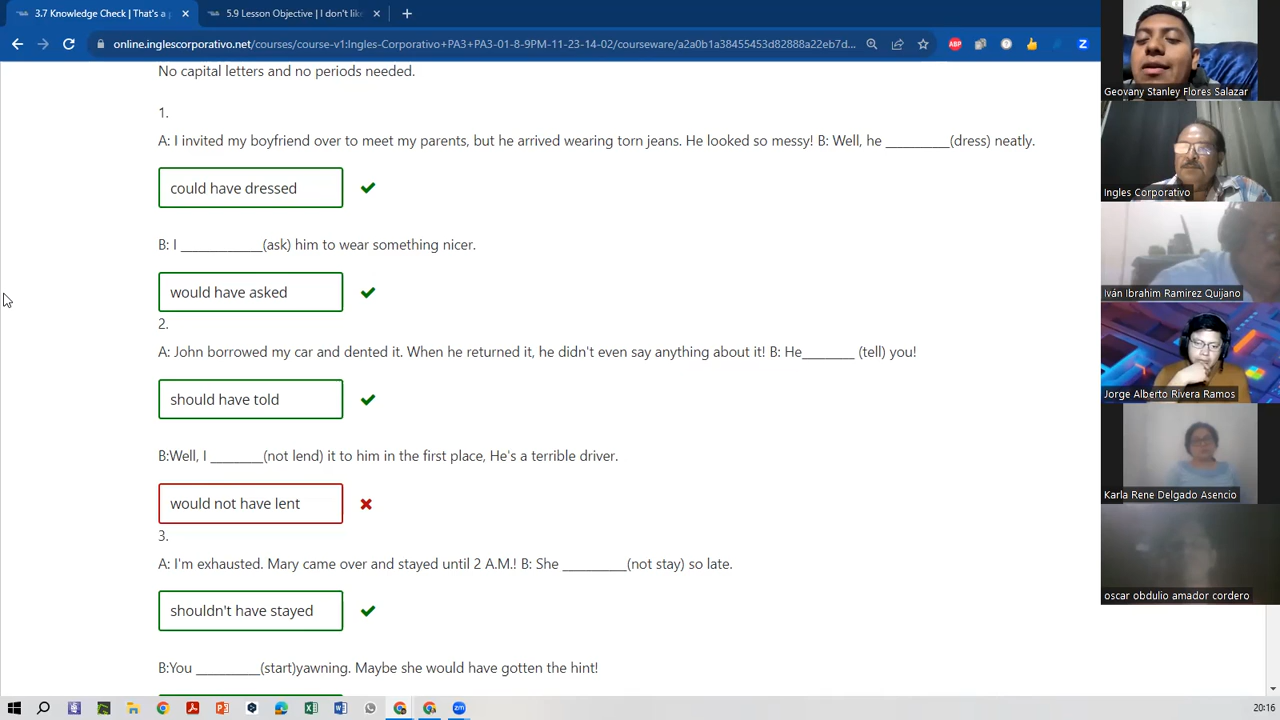 3.7 Knowledge Check | That's a
5.9 Lesson Objective | I don't lik
online.inglescorporativo.net/courses/course-v1:Ingles-Corporativo+PA3+PA3-01-8-9PM-11-23-14-02/courseware/a2a0b1a38455453d82888a22eb7d...
ABP
Z
No capital letters and no periods needed.
1.
A: I invited my boyfriend over to meet my parents, but he arrived wearing torn jeans. He looked so messy! B: Well, he _________(dress) neatly.
could have dressed
B: I ____________(ask) him to wear something nicer.
would have asked
2.
A: John borrowed my car and dented it. When he returned it, he didn't even say anything about it! B: He_______ (tell) you!
should have told
B:Well, I _______(not lend) it to him in the first place, He's a terrible driver.
would not have lent
3.
A: I'm exhausted. Mary came over and stayed until 2 A.M.! B: She _________(not stay) so late.
shouldn't have stayed
B:You _________(start)yawning. Maybe she would have gotten the hint!
Geovany Stanley Flores Salazar
Ingles Corporativo
Iván Ibrahim Ramirez Quijano
Jorge Alberto Rivera Ramos
Karla Rene Delgado Asencio
oscar obdulio amador cordero
20:16